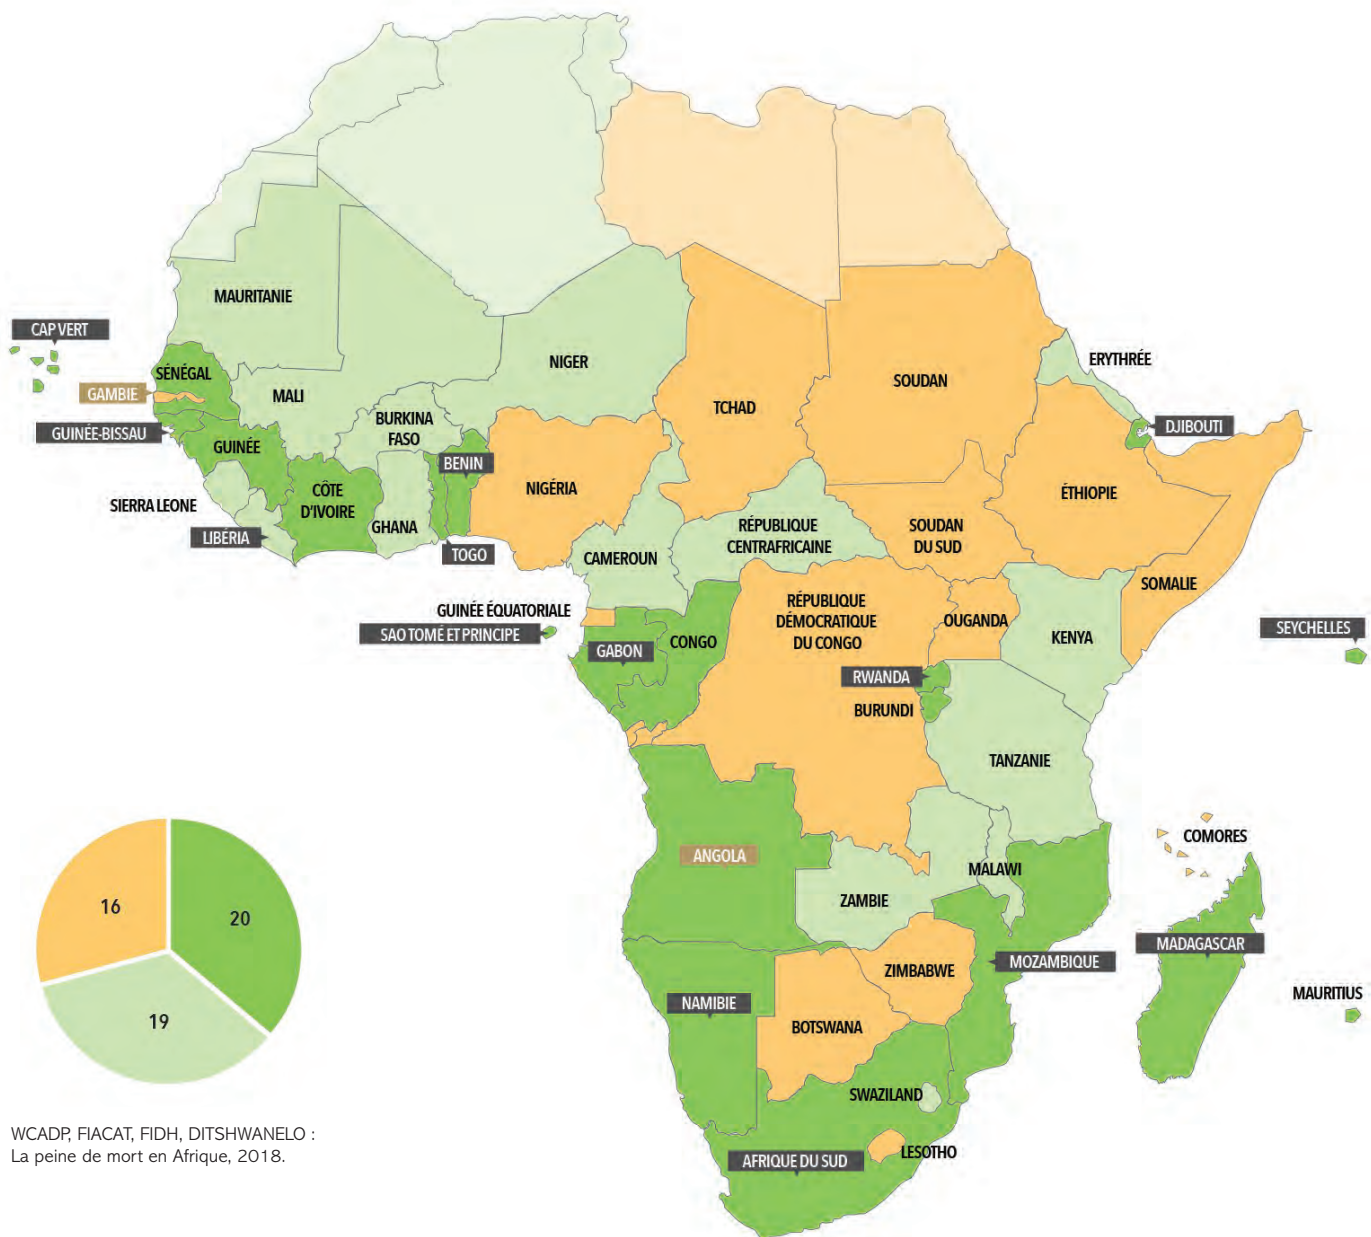 MAURITANIE
CAP VERT
SÉNÉGAL
GAMBIE
MALI
NIGER
TCHAD
SOUDAN
ERYTHRÉE
GUINÉE-BISSAU
GUINÉE
BURKINA
FASO
BENIN
NIGÉRIA
DJIBOUTI
ÉTHIOPIE
SIERRA LEONE
CÔTE
D'IVOIRE
GHANA
LIBÉRIA
TOGO
CAMEROUN
RÉPUBLIQUE
CENTRAFRICAINE
SOUDAN
DU SUD
SOMALIE
GUINÉE ÉQUATORIALE
SAO TOMÉ ET PRINCIPE
GABON
CONGO
RÉPUBLIQUE
DÉMOCRATIQUE
DU CONGO
OUGANDA
KENYA
SEYCHELLES
RWANDA
BURUNDI
TANZANIE
COMORES
ANGOLA
MALAWI
ZAMBIE
MADAGASCAR
MOZAMBIQUE
ZIMBABWE
MAURITIUS
NAMIBIE
BOTSWANA
SWAZILAND
LESOTHO
AFRIQUE DU SUD
16
20
19
WCADP, FIACAT, FIDH, DITSHWANELO :
La peine de mort en Afrique, 2018.